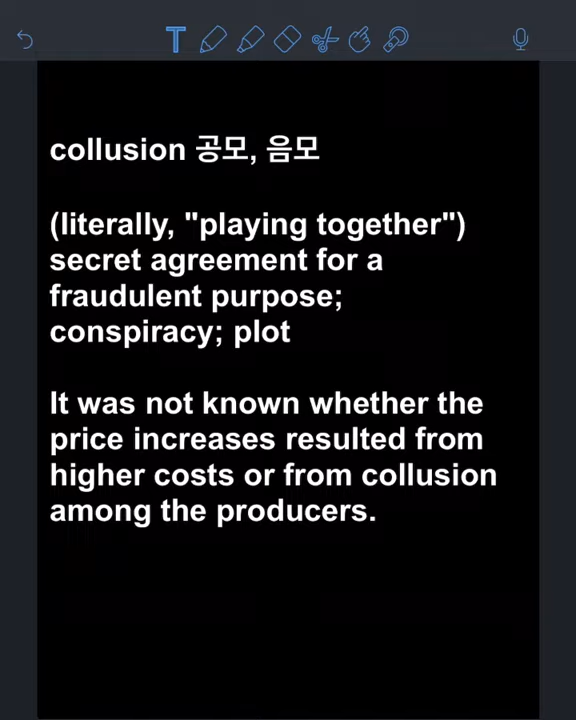 collusion 공모, 음모
(literally, "playing together")
secret agreement for a
fraudulent purpose;
conspiracy; plot
It was not known whether the
price increases resulted from
higher costs or from collusion
among the producers.